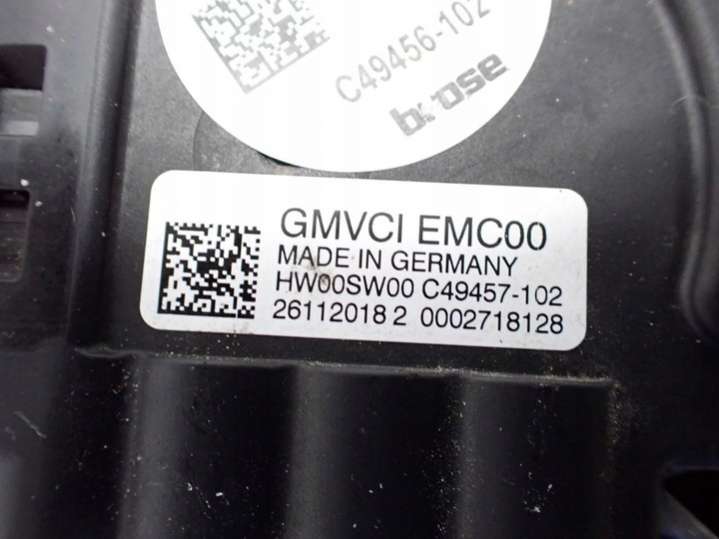 C49456-102
brose
GMVCI EMC00
MADE IN GERMANY
HW00SW00 C49457-102
26112018 2 0002718128